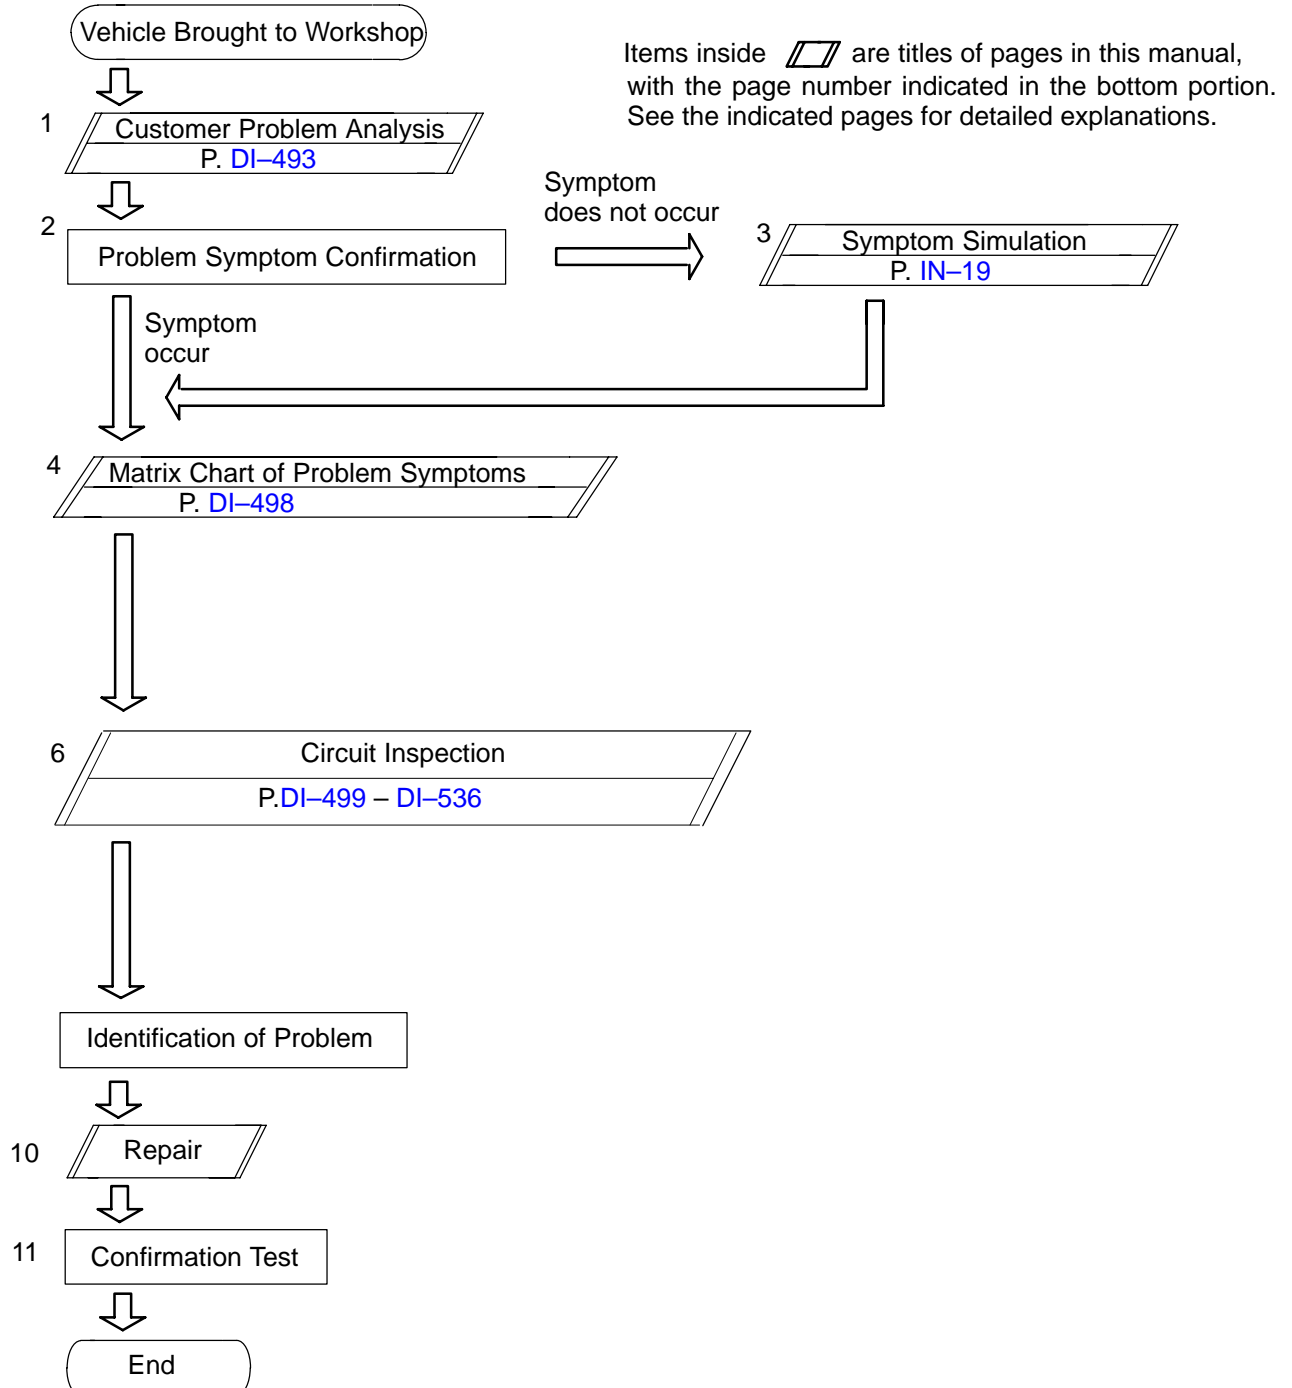 Vehicle Brought to Workshop
Items inside are titles of pages in this manual,
with the page number indicated in the bottom portion.
See the indicated pages for detailed explanations.
1
Customer Problem Analysis
P. DI–493
2
Problem Symptom Confirmation
Symptom
does not occur
3
Symptom Simulation
P. IN–19
Symptom
occur
4
Matrix Chart of Problem Symptoms
P. DI–498
6
Circuit Inspection
P.DI–499 – DI–536
Identification of Problem
10
Repair
11
Confirmation Test
End